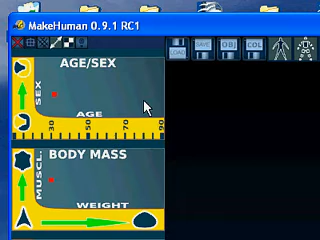 MakeHuman 0.9.1 RC1
LOAD
SAVE
OBJ
COL
AGE/SEX
SEX
AGE
30 50 70 90
BODY MASS
MUSCL.
WEIGHT